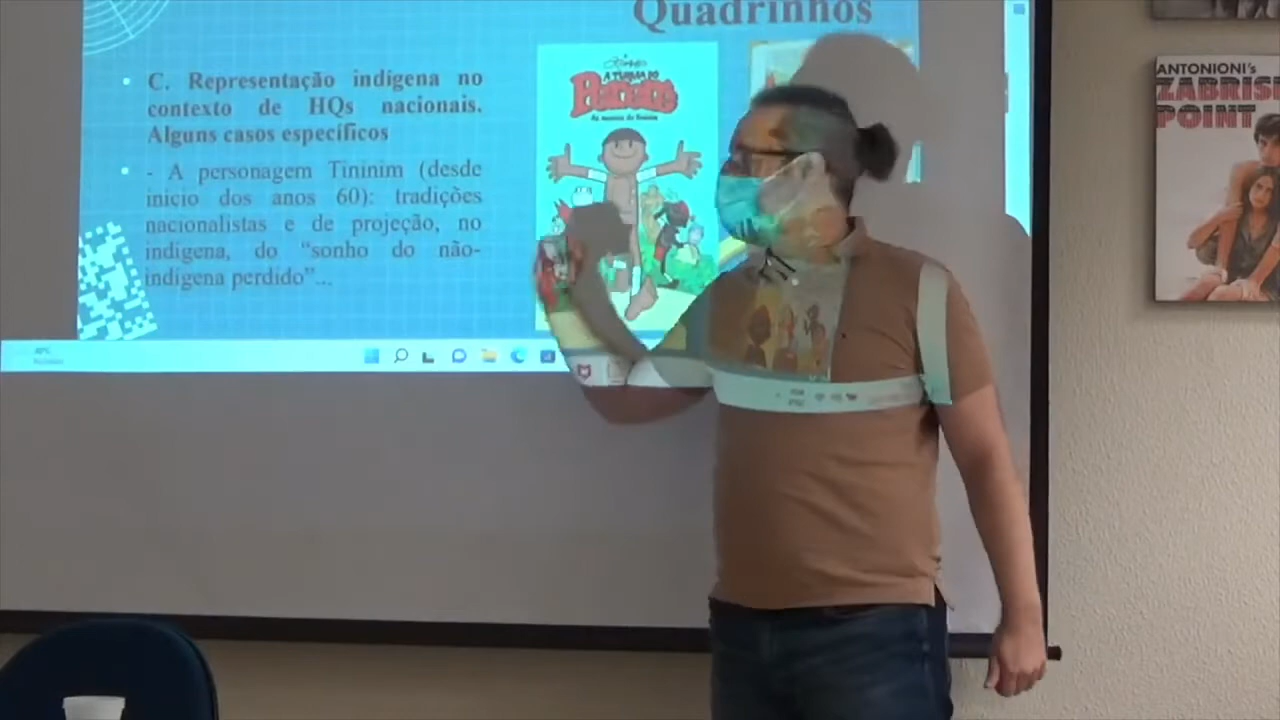 Quadrinhos
C. Representação indígena no
contexto de HQs nacionais.
Alguns casos específicos
- A personagem Tininim (desde
início dos anos 60): tradições
nacionalistas e de projeção, no
indígena, do “sonho do não-
indígena perdido”...
A TURMA DO
Pererê
ANTONIONI's
ZABRISI
POINT